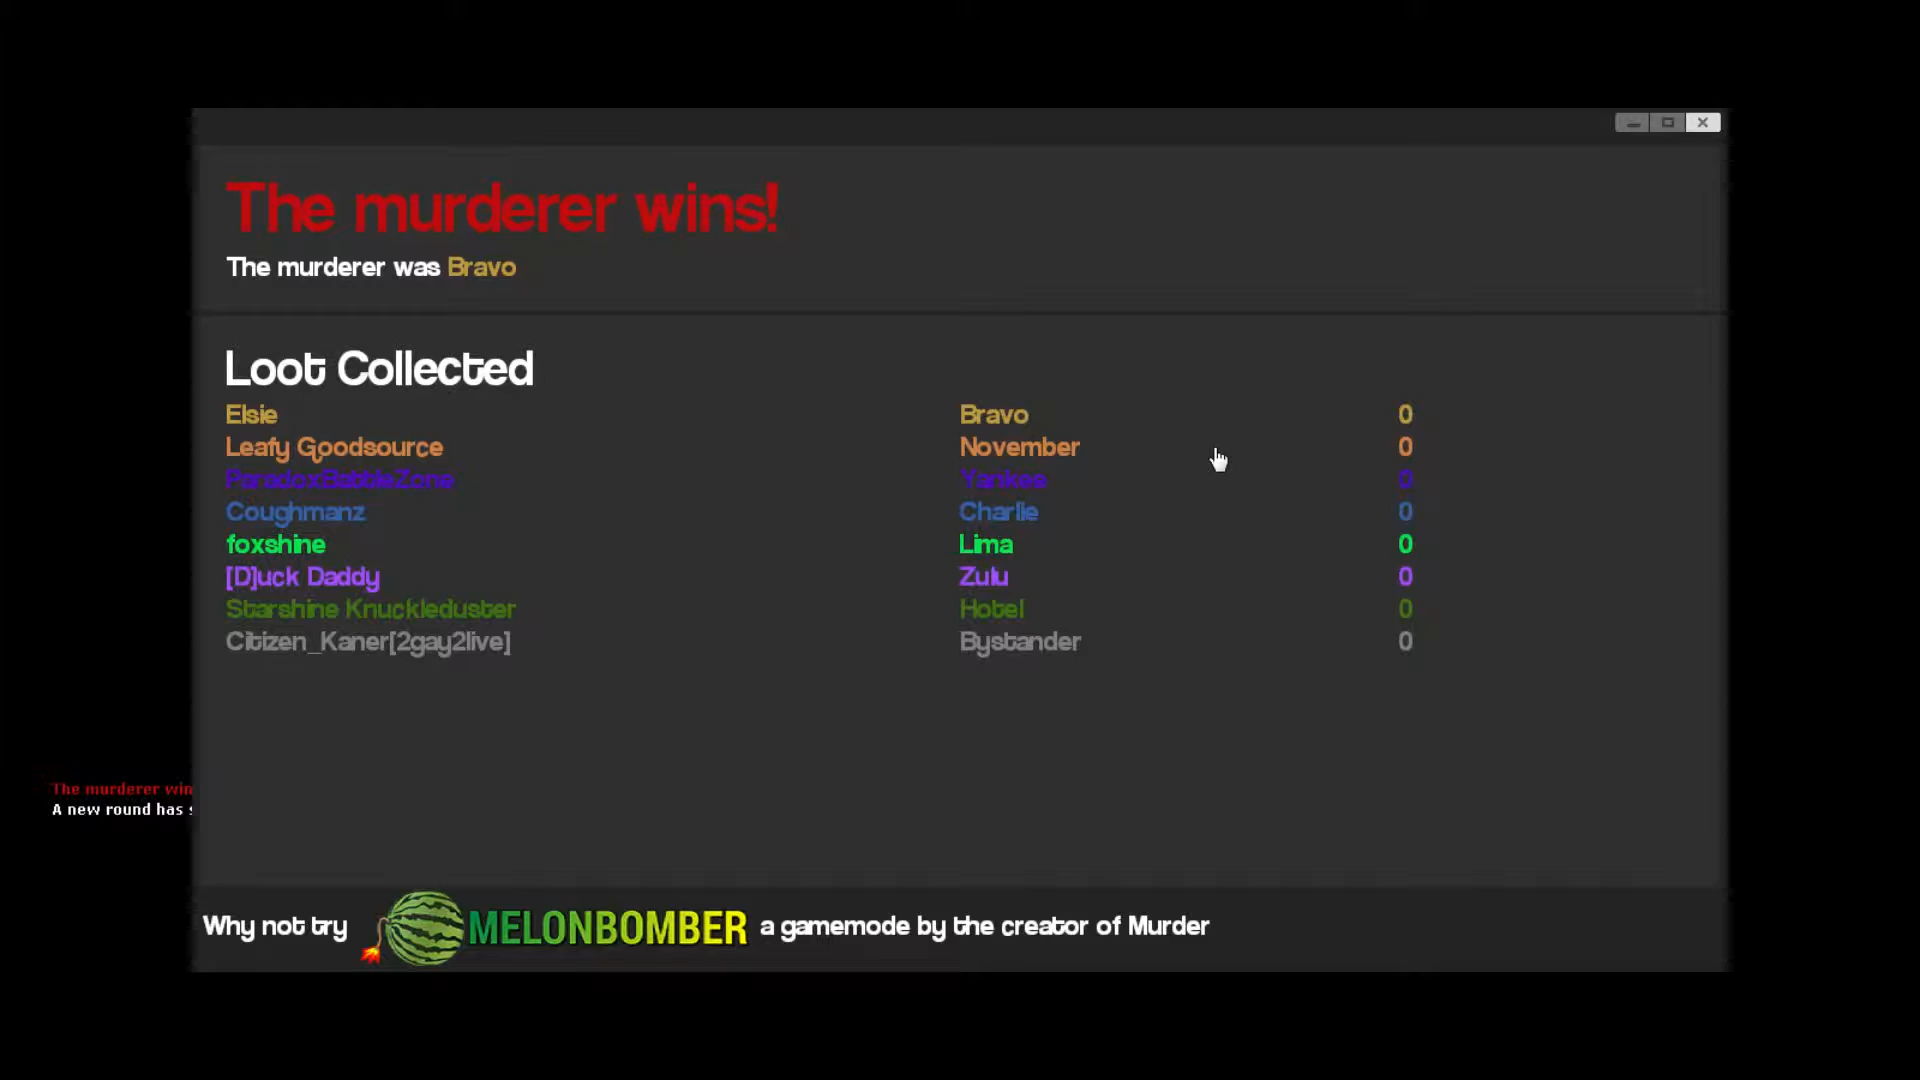 The murderer wins!
The murderer was Bravo
Loot Collected
Elsie Bravo 0
Leafy Goodsource November 0
ParadoxBattleZone Yankes 0
Coughmanz Charlie 0
foxshine Lima 0
[D]uck Daddy Zulu 0
Starshine Knuckleduster Hotel 0
Citizen_Kaner[2gay2live] Bystander 0
The murderer win
A new round has s
Why not try MELONBOMBER a gamemode by the creator of Murder